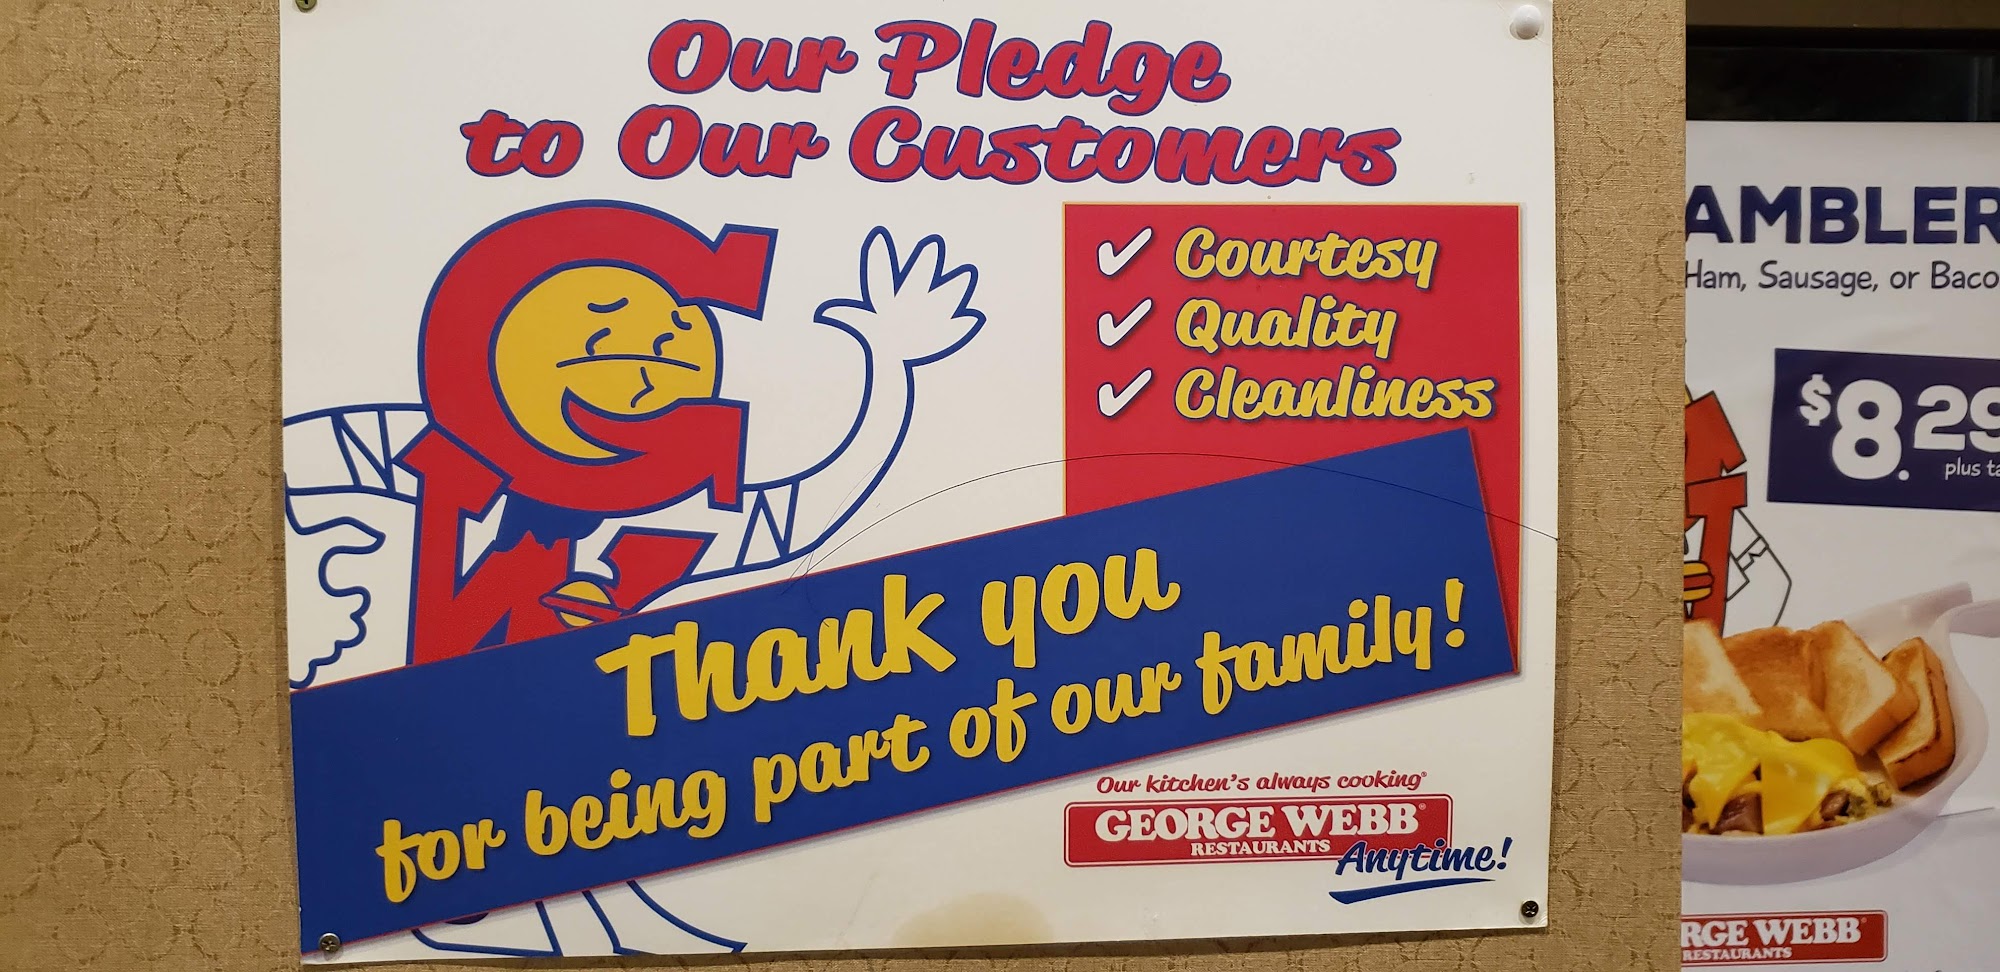 Our Pledge
to Our Customers
Courtesy
Quality
Cleanliness
Thank you
for being part of our family!
Our kitchen's always cooking®
GEORGE WEBB®
RESTAURANTS
Anytime!
AMBLER
Ham, Sausage, or Baco
$8.29
plus ta
RGE WEBB®
RESTAURANTS